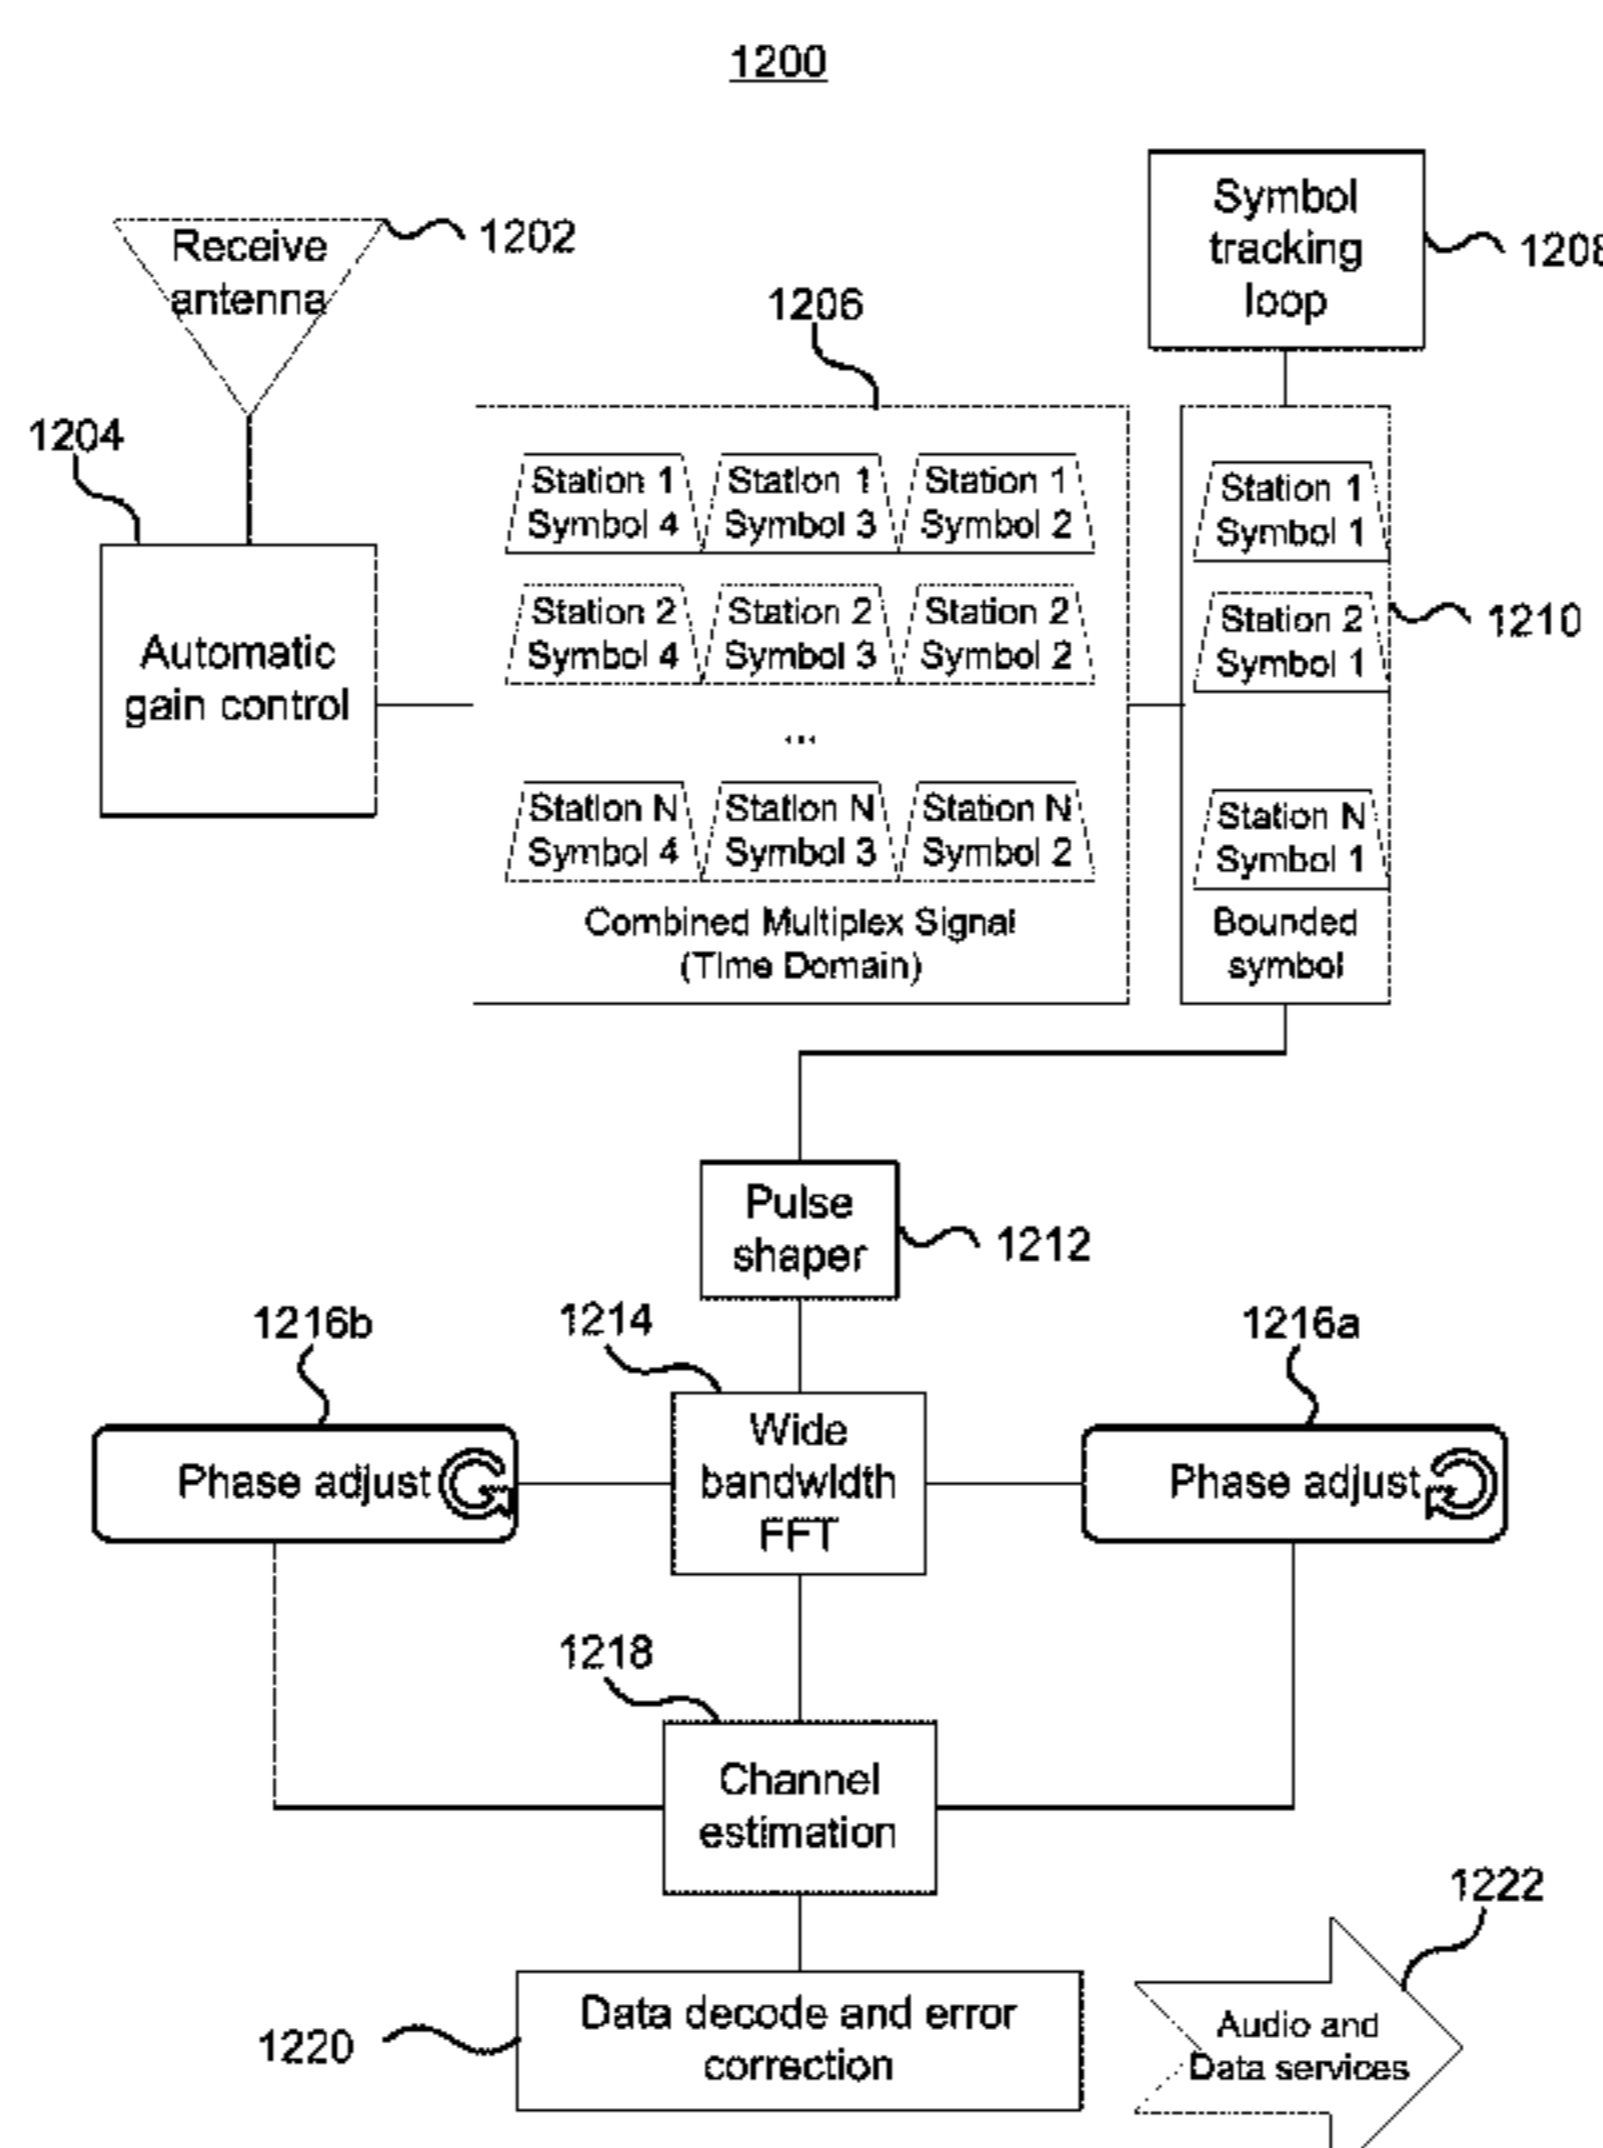 1200
Receive
antenna
1202
Symbol
tracking
loop
1208
1206
1204
Automatic
gain control
Station 1
Symbol 4
Station 1
Symbol 3
Station 1
Symbol 2
Station 2
Symbol 4
Station 2
Symbol 3
Station 2
Symbol 2
...
Station N
Symbol 4
Station N
Symbol 3
Station N
Symbol 2
Combined Multiplex Signal
(Time Domain)
Station 1
Symbol 1
Station 2
Symbol 1
1210
Station N
Symbol 1
Bounded
symbol
Pulse
shaper
1212
1216b
1214
1216a
Phase adjust
Wide
bandwidth
FFT
Phase adjust
1218
Channel
estimation
1222
1220
Data decode and error
correction
Audio and
Data services